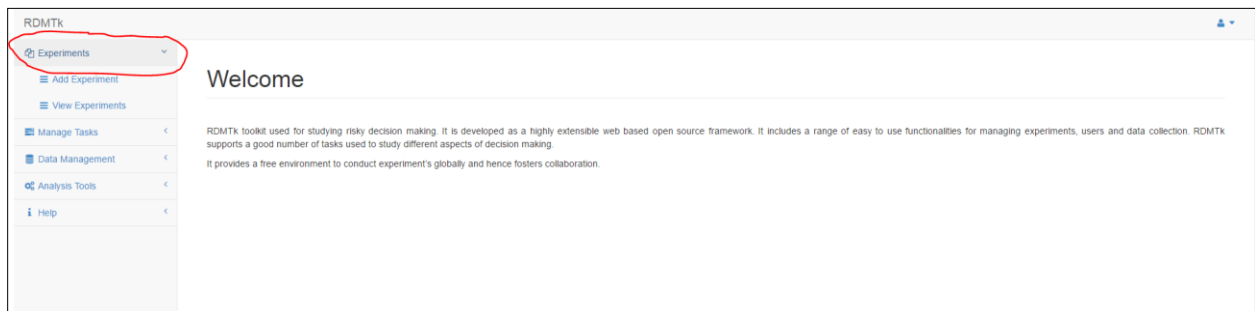 RDMTk
Experiments
Add Experiment
View Experiments
Manage Tasks
Data Management
Analysis Tools
Help
Welcome
RDMTk toolkit used for studying risky decision making. It is developed as a highly extensible web based open source framework. It includes a range of easy to use functionalities for managing experiments, users and data collection. RDMTk
supports a good number of tasks used to study different aspects of decision making.
It provides a free environment to conduct experiment's globally and hence fosters collaboration.